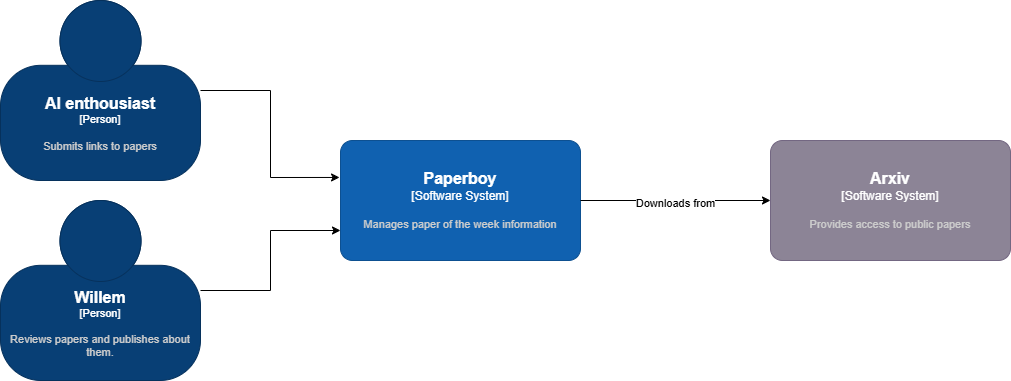 AI enthousiast
[Person]
Submits links to papers
Willem
[Person]
Reviews papers and publishes about
them.
Paperboy
[Software System]
Manages paper of the week information
Downloads from
Arxiv
[Software System]
Provides access to public papers